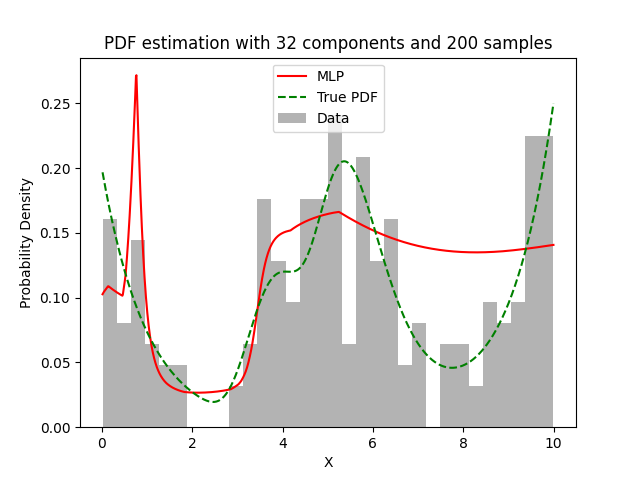 PDF estimation with 32 components and 200 samples
MLP
True PDF
Data
Probability Density
0.25
0.20
0.15
0.10
0.05
0.00
0
2
4
6
8
10
X